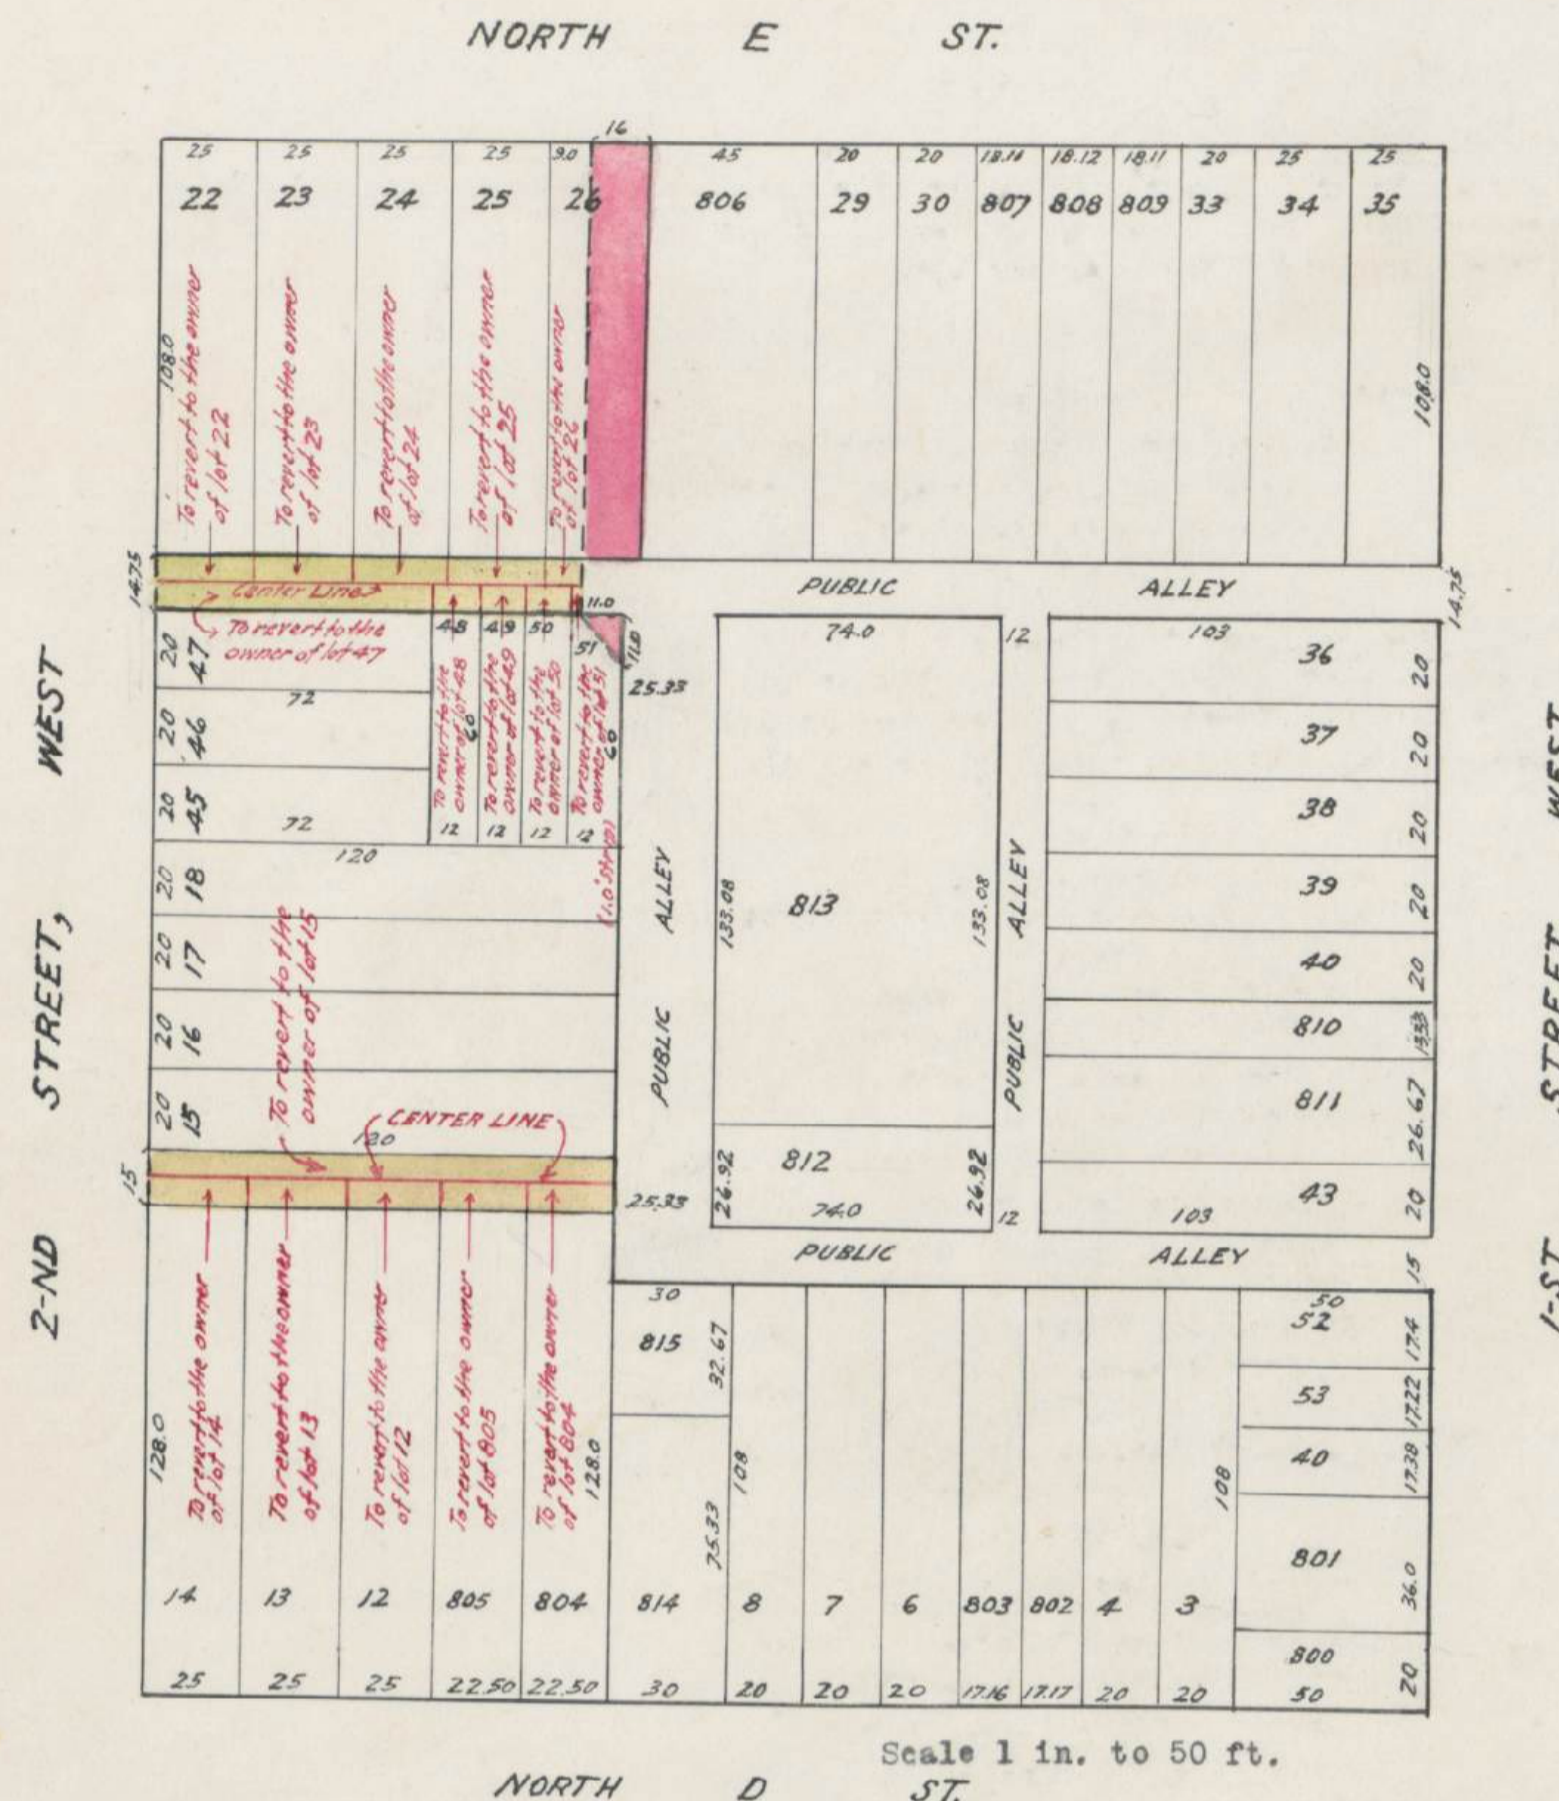 NORTH E ST.
16
25 25 25 25 9.0 45 20 20 18.11 18.12 18.11 20 25 25
22 23 24 25 26 806 29 30 807 808 809 33 34 35
108.0
To revert to the owner
of lot 22
To revert to the owner
of lot 23
To revert to the owner
of lot 24
To revert to the owner
of lot 25
To revert to the owner
of lot 26
108.0
14.75
Center Line
PUBLIC ALLEY
14.75
11.0
11.0
To revert to the
owner of lot 47
20
47
72
20
46
20
45
72
48 49 50 51
To revert to the
owner of lot 48
60
To revert to the
owner of lot 49
To revert to the
owner of lot 50
To revert to the
owner of lot 51
60
(1.0' strip)
12 12 12 12
25.33
74.0
12
103
36
20
37
20
38
20
39
20
40
20
810
13.33
811
26.67
43
20
103
120
20
18
20
17
20
16
20
15
To revert to the
owner of lot 15
120
CENTER LINE
15
PUBLIC ALLEY
133.08
813
133.08
PUBLIC ALLEY
812
26.92
26.92
74.0
25.33
12
PUBLIC ALLEY
15
2-ND STREET, WEST
1-ST STREET WEST
128.0
To revert to the owner
of lot 14
To revert to the owner
of lot 13
To revert to the owner
of lot 12
To revert to the owner
of lot 805
To revert to the owner
of lot 804
128.0
30
815
32.67
75.33
108
108
50
52
17.4
53
17.22
40
17.38
801
36.0
800
20
50
14 13 12 805 804 814 8 7 6 803 802 4 3
25 25 25 22.50 22.50 30 20 20 20 17.16 17.17 20 20
Scale 1 in. to 50 ft.
NORTH D ST.